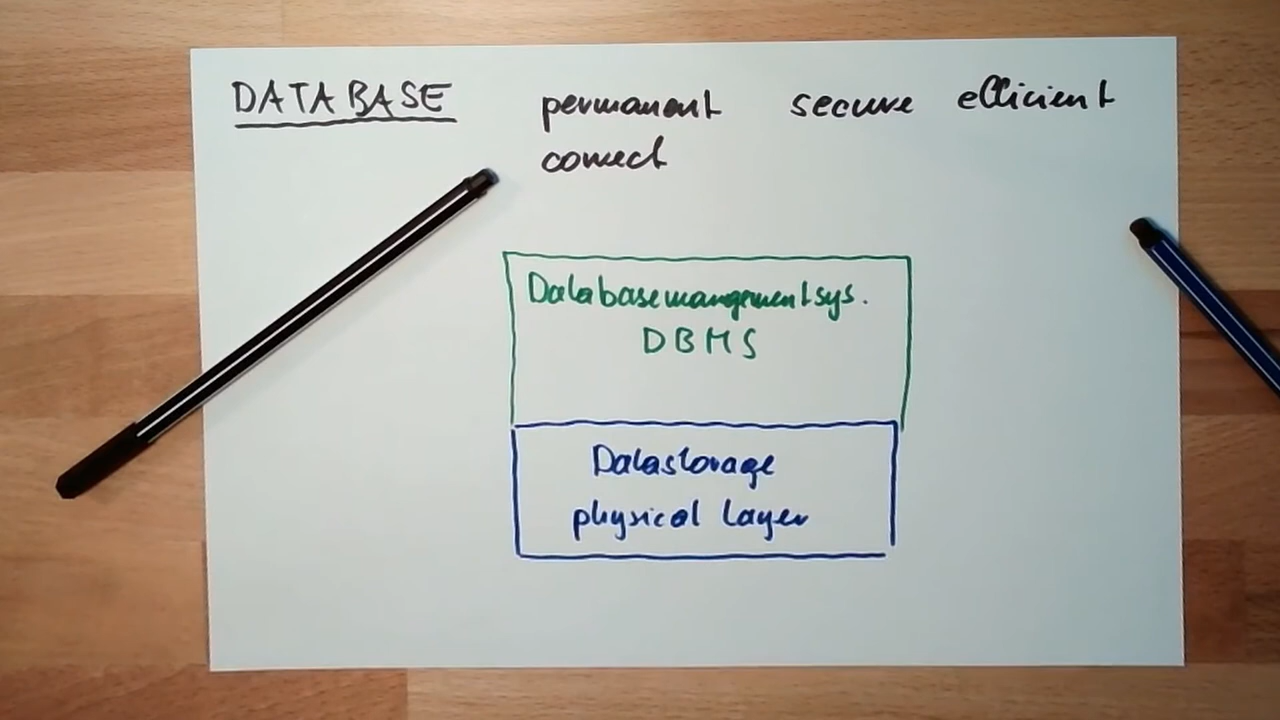 DATABASE permanent secure efficient
correct
Databasemangementsys.
DBMS
Datastorage
physical layer